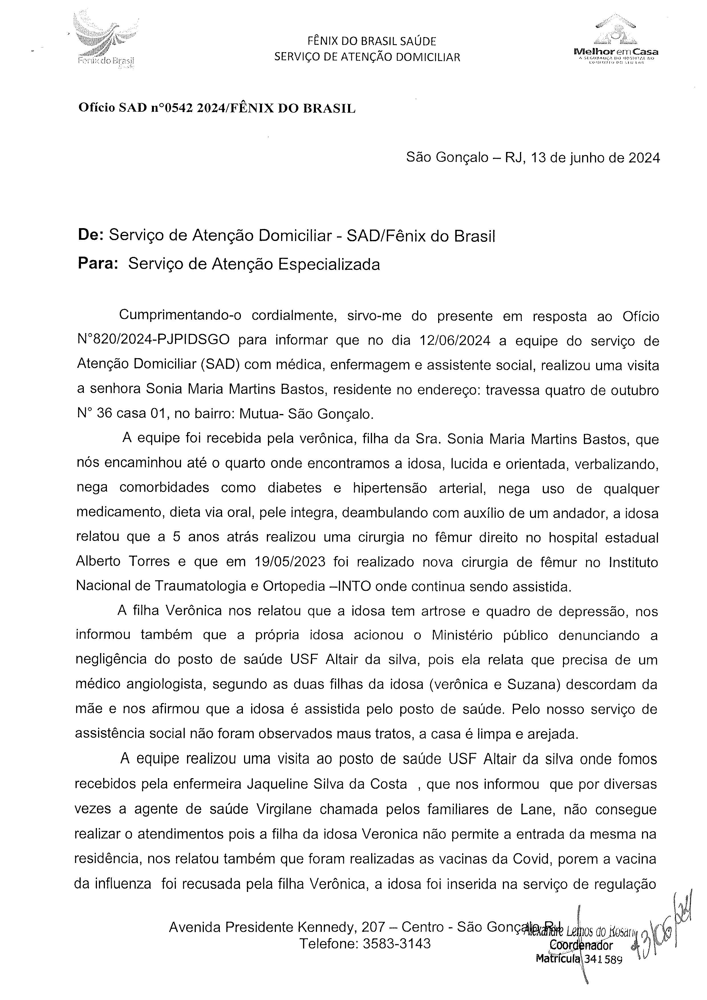 Fenix do Brasil
Saúde
FÊNIX DO BRASIL SAÚDE
SERVIÇO DE ATENÇÃO DOMICILIAR
Melhor em Casa
A SEGURANÇA DO HOSPITAL NO
CONFORTO DO SEU LAR
Ofício SAD n°0542 2024/FÊNIX DO BRASIL
São Gonçalo – RJ, 13 de junho de 2024
De: Serviço de Atenção Domiciliar - SAD/Fênix do Brasil
Para: Serviço de Atenção Especializada
Cumprimentando-o cordialmente, sirvo-me do presente em resposta ao Ofício
N°820/2024-PJPIDSGO para informar que no dia 12/06/2024 a equipe do serviço de
Atenção Domiciliar (SAD) com médica, enfermagem e assistente social, realizou uma visita
a senhora Sonia Maria Martins Bastos, residente no endereço: travessa quatro de outubro
N° 36 casa 01, no bairro: Mutua- São Gonçalo.
A equipe foi recebida pela verônica, filha da Sra. Sonia Maria Martins Bastos, que
nós encaminhou até o quarto onde encontramos a idosa, lucida e orientada, verbalizando,
nega comorbidades como diabetes e hipertensão arterial, nega uso de qualquer
medicamento, dieta via oral, pele integra, deambulando com auxílio de um andador, a idosa
relatou que a 5 anos atrás realizou uma cirurgia no fêmur direito no hospital estadual
Alberto Torres e que em 19/05/2023 foi realizado nova cirurgia de fêmur no Instituto
Nacional de Traumatologia e Ortopedia –INTO onde continua sendo assistida.
A filha Verônica nos relatou que a idosa tem artrose e quadro de depressão, nos
informou também que a própria idosa acionou o Ministério público denunciando a
negligência do posto de saúde USF Altair da silva, pois ela relata que precisa de um
médico angiologista, segundo as duas filhas da idosa (verônica e Suzana) descordam da
mãe e nos afirmou que a idosa é assistida pelo posto de saúde. Pelo nosso serviço de
assistência social não foram observados maus tratos, a casa é limpa e arejada.
A equipe realizou uma visita ao posto de saúde USF Altair da silva onde fomos
recebidos pela enfermeira Jaqueline Silva da Costa , que nos informou que por diversas
vezes a agente de saúde Virgilane chamada pelos familiares de Lane, não consegue
realizar o atendimentos pois a filha da idosa Veronica não permite a entrada da mesma na
residência, nos relatou também que foram realizadas as vacinas da Covid, porem a vacina
da influenza foi recusada pela filha Verônica, a idosa foi inserida na serviço de regulação
Avenida Presidente Kennedy, 207 – Centro - São Gonçalo-RJ
Telefone: 3583-3143
Alexandre Lemos do Rosario
Coordenador
Matrícula 341589
13/06/24